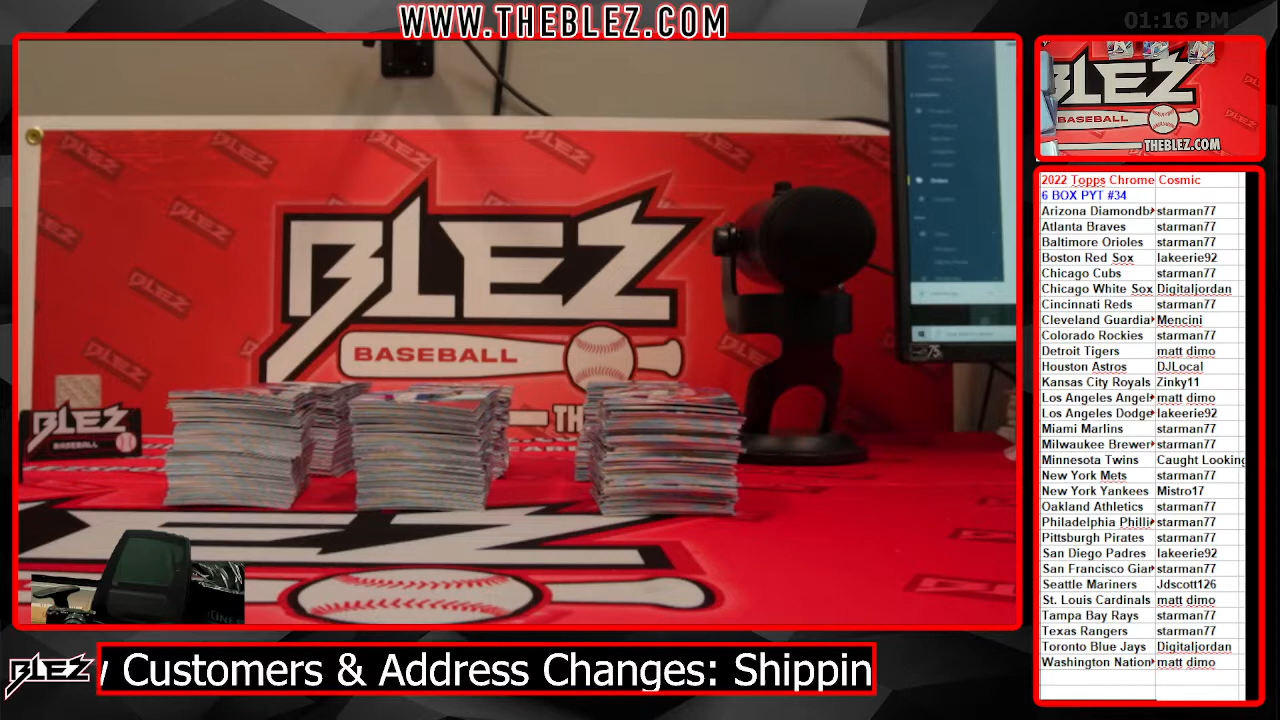 WWW.THEBLEZ.COM
01:16 PM
BLEZ
BASEBALL
THEBLEZ.COM
BLEZ
BASEBALL
TH
BLEZ
BASEBALL
Orders
75
2022 Topps Chrome Cosmic
6 BOX PYT #34
Arizona Diamondb starman77
Atlanta Braves starman77
Baltimore Orioles starman77
Boston Red Sox lakeerie92
Chicago Cubs starman77
Chicago White Sox Digitaljordan
Cincinnati Reds starman77
Cleveland Guardia Mencini
Colorado Rockies starman77
Detroit Tigers matt dimo
Houston Astros DJLocal
Kansas City Royals Zinky11
Los Angeles Angel matt dimo
Los Angeles Dodge lakeerie92
Miami Marlins starman77
Milwaukee Brewer starman77
Minnesota Twins Caught Looking
New York Mets starman77
New York Yankees Mistro17
Oakland Athletics starman77
Philadelphia Philli starman77
Pittsburgh Pirates starman77
San Diego Padres lakeerie92
San Francisco Gian starman77
Seattle Mariners Jdscott126
St. Louis Cardinals matt dimo
Tampa Bay Rays starman77
Texas Rangers starman77
Toronto Blue Jays Digitaljordan
Washington Nation matt dimo
BLEZ
Customers & Address Changes: Shippin